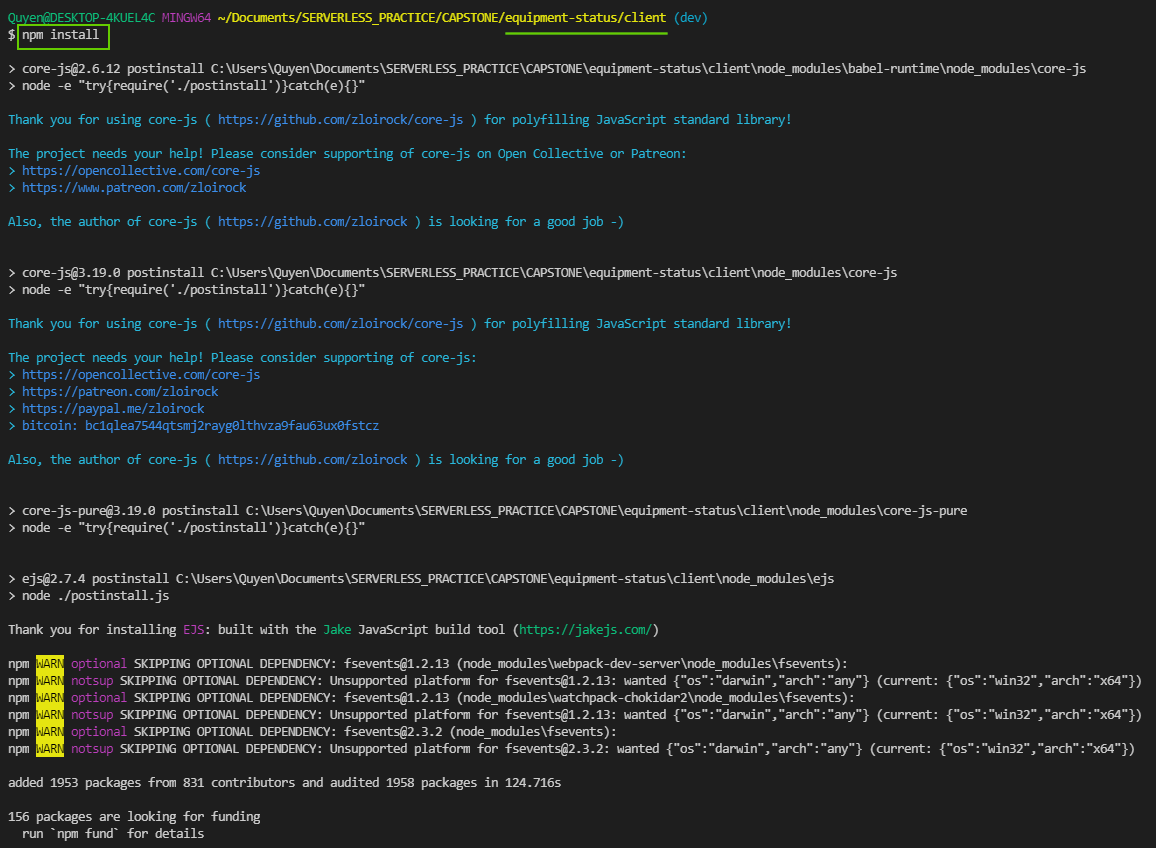 Quyen@DESKTOP-4KUEL4C MINGW64 ~/Documents/SERVERLESS_PRACTICE/CAPSTONE/equipment-status/client (dev)
$ npm install
> core-js@2.6.12 postinstall C:\Users\Quyen\Documents\SERVERLESS_PRACTICE\CAPSTONE\equipment-status\client\node_modules\babel-runtime\node_modules\core-js
> node -e "try{require('./postinstall')}catch(e){}"
Thank you for using core-js ( https://github.com/zloirock/core-js ) for polyfilling JavaScript standard library!
The project needs your help! Please consider supporting of core-js on Open Collective or Patreon:
> https://opencollective.com/core-js
> https://www.patreon.com/zloirock
Also, the author of core-js ( https://github.com/zloirock ) is looking for a good job -)
> core-js@3.19.0 postinstall C:\Users\Quyen\Documents\SERVERLESS_PRACTICE\CAPSTONE\equipment-status\client\node_modules\core-js
> node -e "try{require('./postinstall')}catch(e){}"
Thank you for using core-js ( https://github.com/zloirock/core-js ) for polyfilling JavaScript standard library!
The project needs your help! Please consider supporting of core-js:
> https://opencollective.com/core-js
> https://patreon.com/zloirock
> https://paypal.me/zloirock
> bitcoin: bc1qlea7544qtsmj2rayg0lthvza9fau63ux0fstcz
Also, the author of core-js ( https://github.com/zloirock ) is looking for a good job -)
> core-js-pure@3.19.0 postinstall C:\Users\Quyen\Documents\SERVERLESS_PRACTICE\CAPSTONE\equipment-status\client\node_modules\core-js-pure
> node -e "try{require('./postinstall')}catch(e){}"
> ejs@2.7.4 postinstall C:\Users\Quyen\Documents\SERVERLESS_PRACTICE\CAPSTONE\equipment-status\client\node_modules\ejs
> node ./postinstall.js
Thank you for installing EJS: built with the Jake JavaScript build tool (https://jakejs.com/)
npm WARN optional SKIPPING OPTIONAL DEPENDENCY: fsevents@1.2.13 (node_modules\webpack-dev-server\node_modules\fsevents):
npm WARN notsup SKIPPING OPTIONAL DEPENDENCY: Unsupported platform for fsevents@1.2.13: wanted {"os":"darwin","arch":"any"} (current: {"os":"win32","arch":"x64"})
npm WARN optional SKIPPING OPTIONAL DEPENDENCY: fsevents@1.2.13 (node_modules\watchpack-chokidar2\node_modules\fsevents):
npm WARN notsup SKIPPING OPTIONAL DEPENDENCY: Unsupported platform for fsevents@1.2.13: wanted {"os":"darwin","arch":"any"} (current: {"os":"win32","arch":"x64"})
npm WARN optional SKIPPING OPTIONAL DEPENDENCY: fsevents@2.3.2 (node_modules\fsevents):
npm WARN notsup SKIPPING OPTIONAL DEPENDENCY: Unsupported platform for fsevents@2.3.2: wanted {"os":"darwin","arch":"any"} (current: {"os":"win32","arch":"x64"})
added 1953 packages from 831 contributors and audited 1958 packages in 124.716s
156 packages are looking for funding
run `npm fund` for details